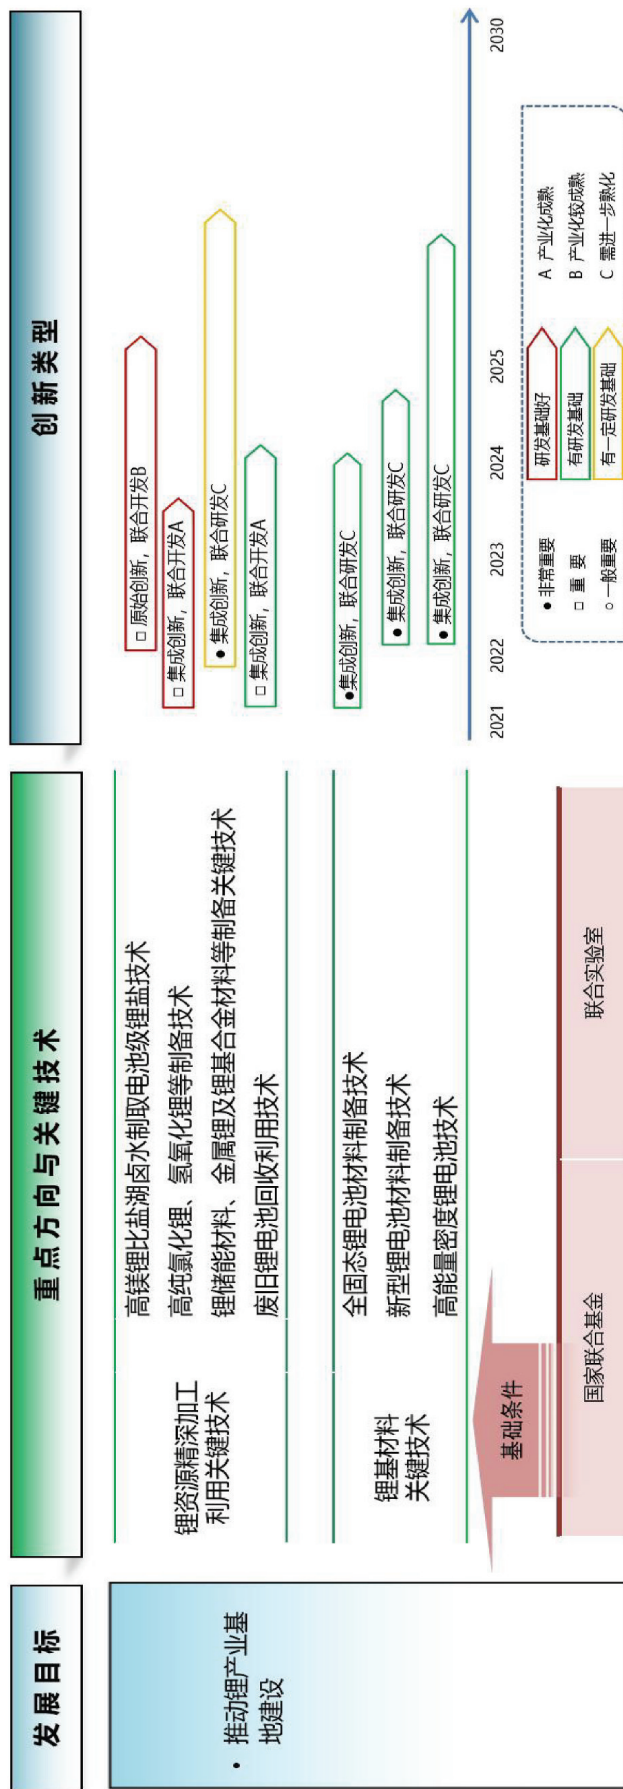 发展目标
重点方向与关键技术
创新类型
• 推动锂产业基
地建设
锂资源精深加工
利用关键技术
高镁锂比盐湖卤水制取电池级锂盐技术
高纯氯化锂、氢氧化锂等制备技术
锂储能材料、金属锂及锂基合金材料等制备关键技术
废旧锂电池回收利用技术
□ 原始创新，联合开发B
□ 集成创新，联合开发A
● 集成创新，联合研发C
□ 集成创新，联合开发A
锂基材料
关键技术
全固态锂电池材料制备技术
新型锂电池材料制备技术
高能量密度锂电池技术
●集成创新，联合研发C
● 集成创新，联合研发C
● 集成创新，联合研发C
2021 2022 2023 2024 2025 2030
基础条件
国家联合基金
联合实验室
● 非常重要
□ 重 要
○ 一般重要
研发基础好
有研发基础
有一定研发基础
A 产业化成熟
B 产业化较成熟
C 需进一步熟化